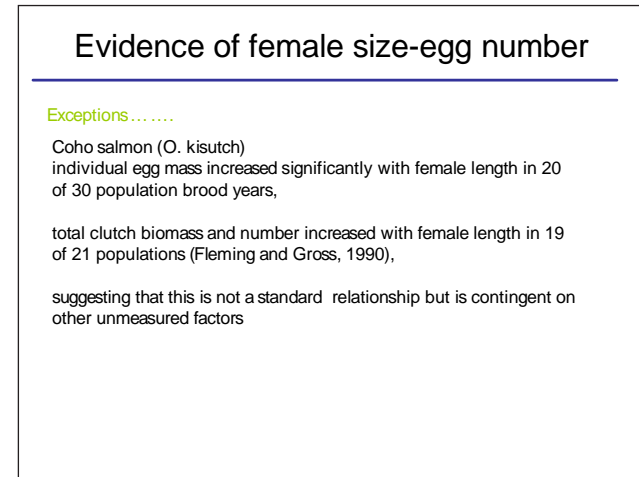 Evidence of female size-egg number
Exceptions.......
Coho salmon (O. kisutch)
individual egg mass increased significantly with female length in 20
of 30 population brood years,
total clutch biomass and number increased with female length in 19
of 21 populations (Fleming and Gross, 1990),
suggesting that this is not a standard relationship but is contingent on
other unmeasured factors